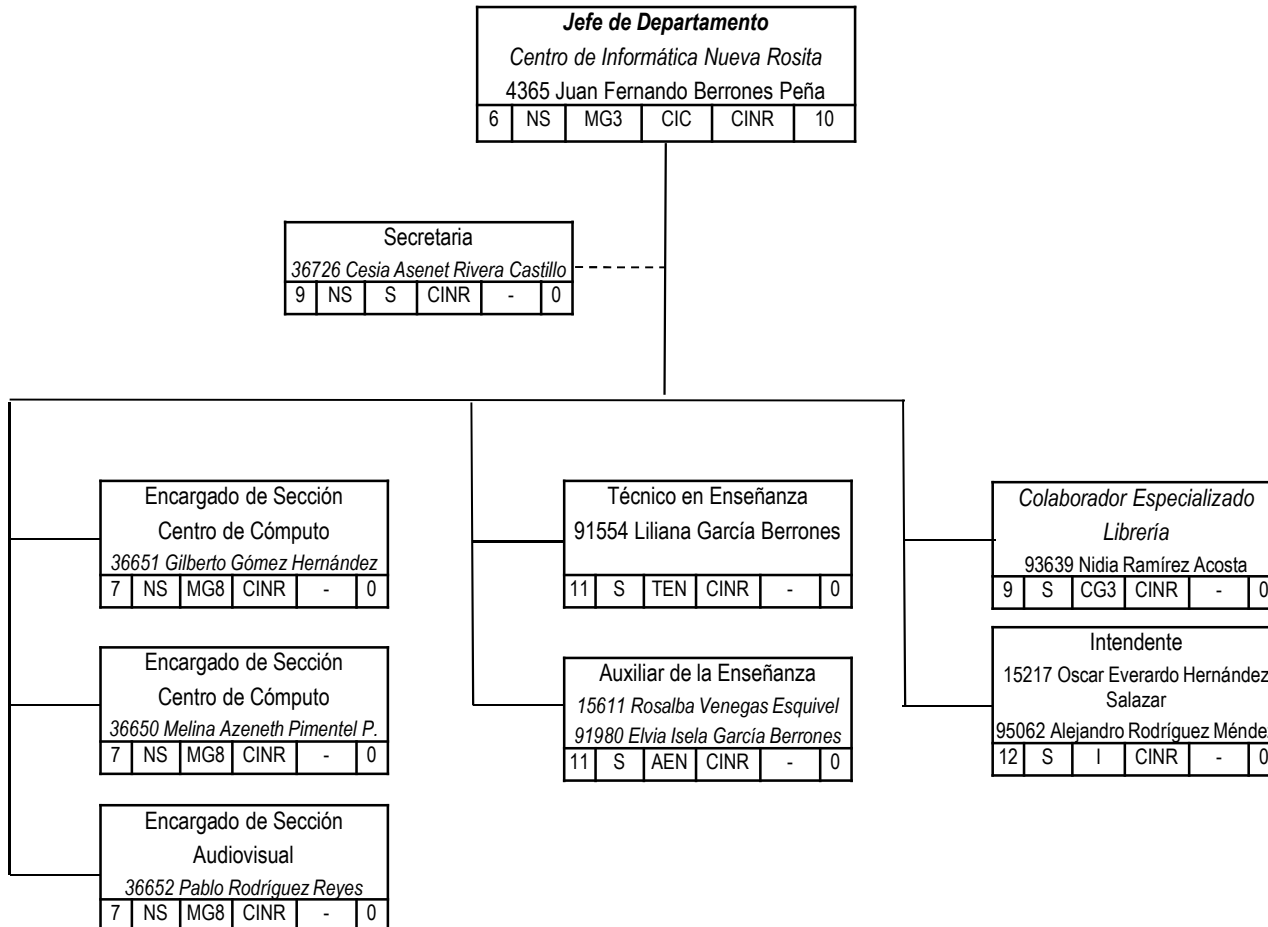 Jefe de Departamento
Centro de Informática Nueva Rosita
4365 Juan Fernando Berrones Peña
6 NS MG3 CIC CINR 10
Secretaria
36726 Cesia Asenet Rivera Castillo
9 NS S CINR - 0
Encargado de Sección
Centro de Cómputo
36651 Gilberto Gómez Hernández
7 NS MG8 CINR - 0
Encargado de Sección
Centro de Cómputo
36650 Melina Azeneth Pimentel P.
7 NS MG8 CINR - 0
Encargado de Sección
Audiovisual
36652 Pablo Rodríguez Reyes
7 NS MG8 CINR - 0
Técnico en Enseñanza
91554 Liliana García Berrones
11 S TEN CINR - 0
Auxiliar de la Enseñanza
15611 Rosalba Venegas Esquivel
91980 Elvia Isela García Berrones
11 S AEN CINR - 0
Colaborador Especializado
Librería
93639 Nidia Ramírez Acosta
9 S CG3 CINR - 0
Intendente
15217 Oscar Everardo Hernández
Salazar
95062 Alejandro Rodríguez Méndez
12 S I CINR - 0